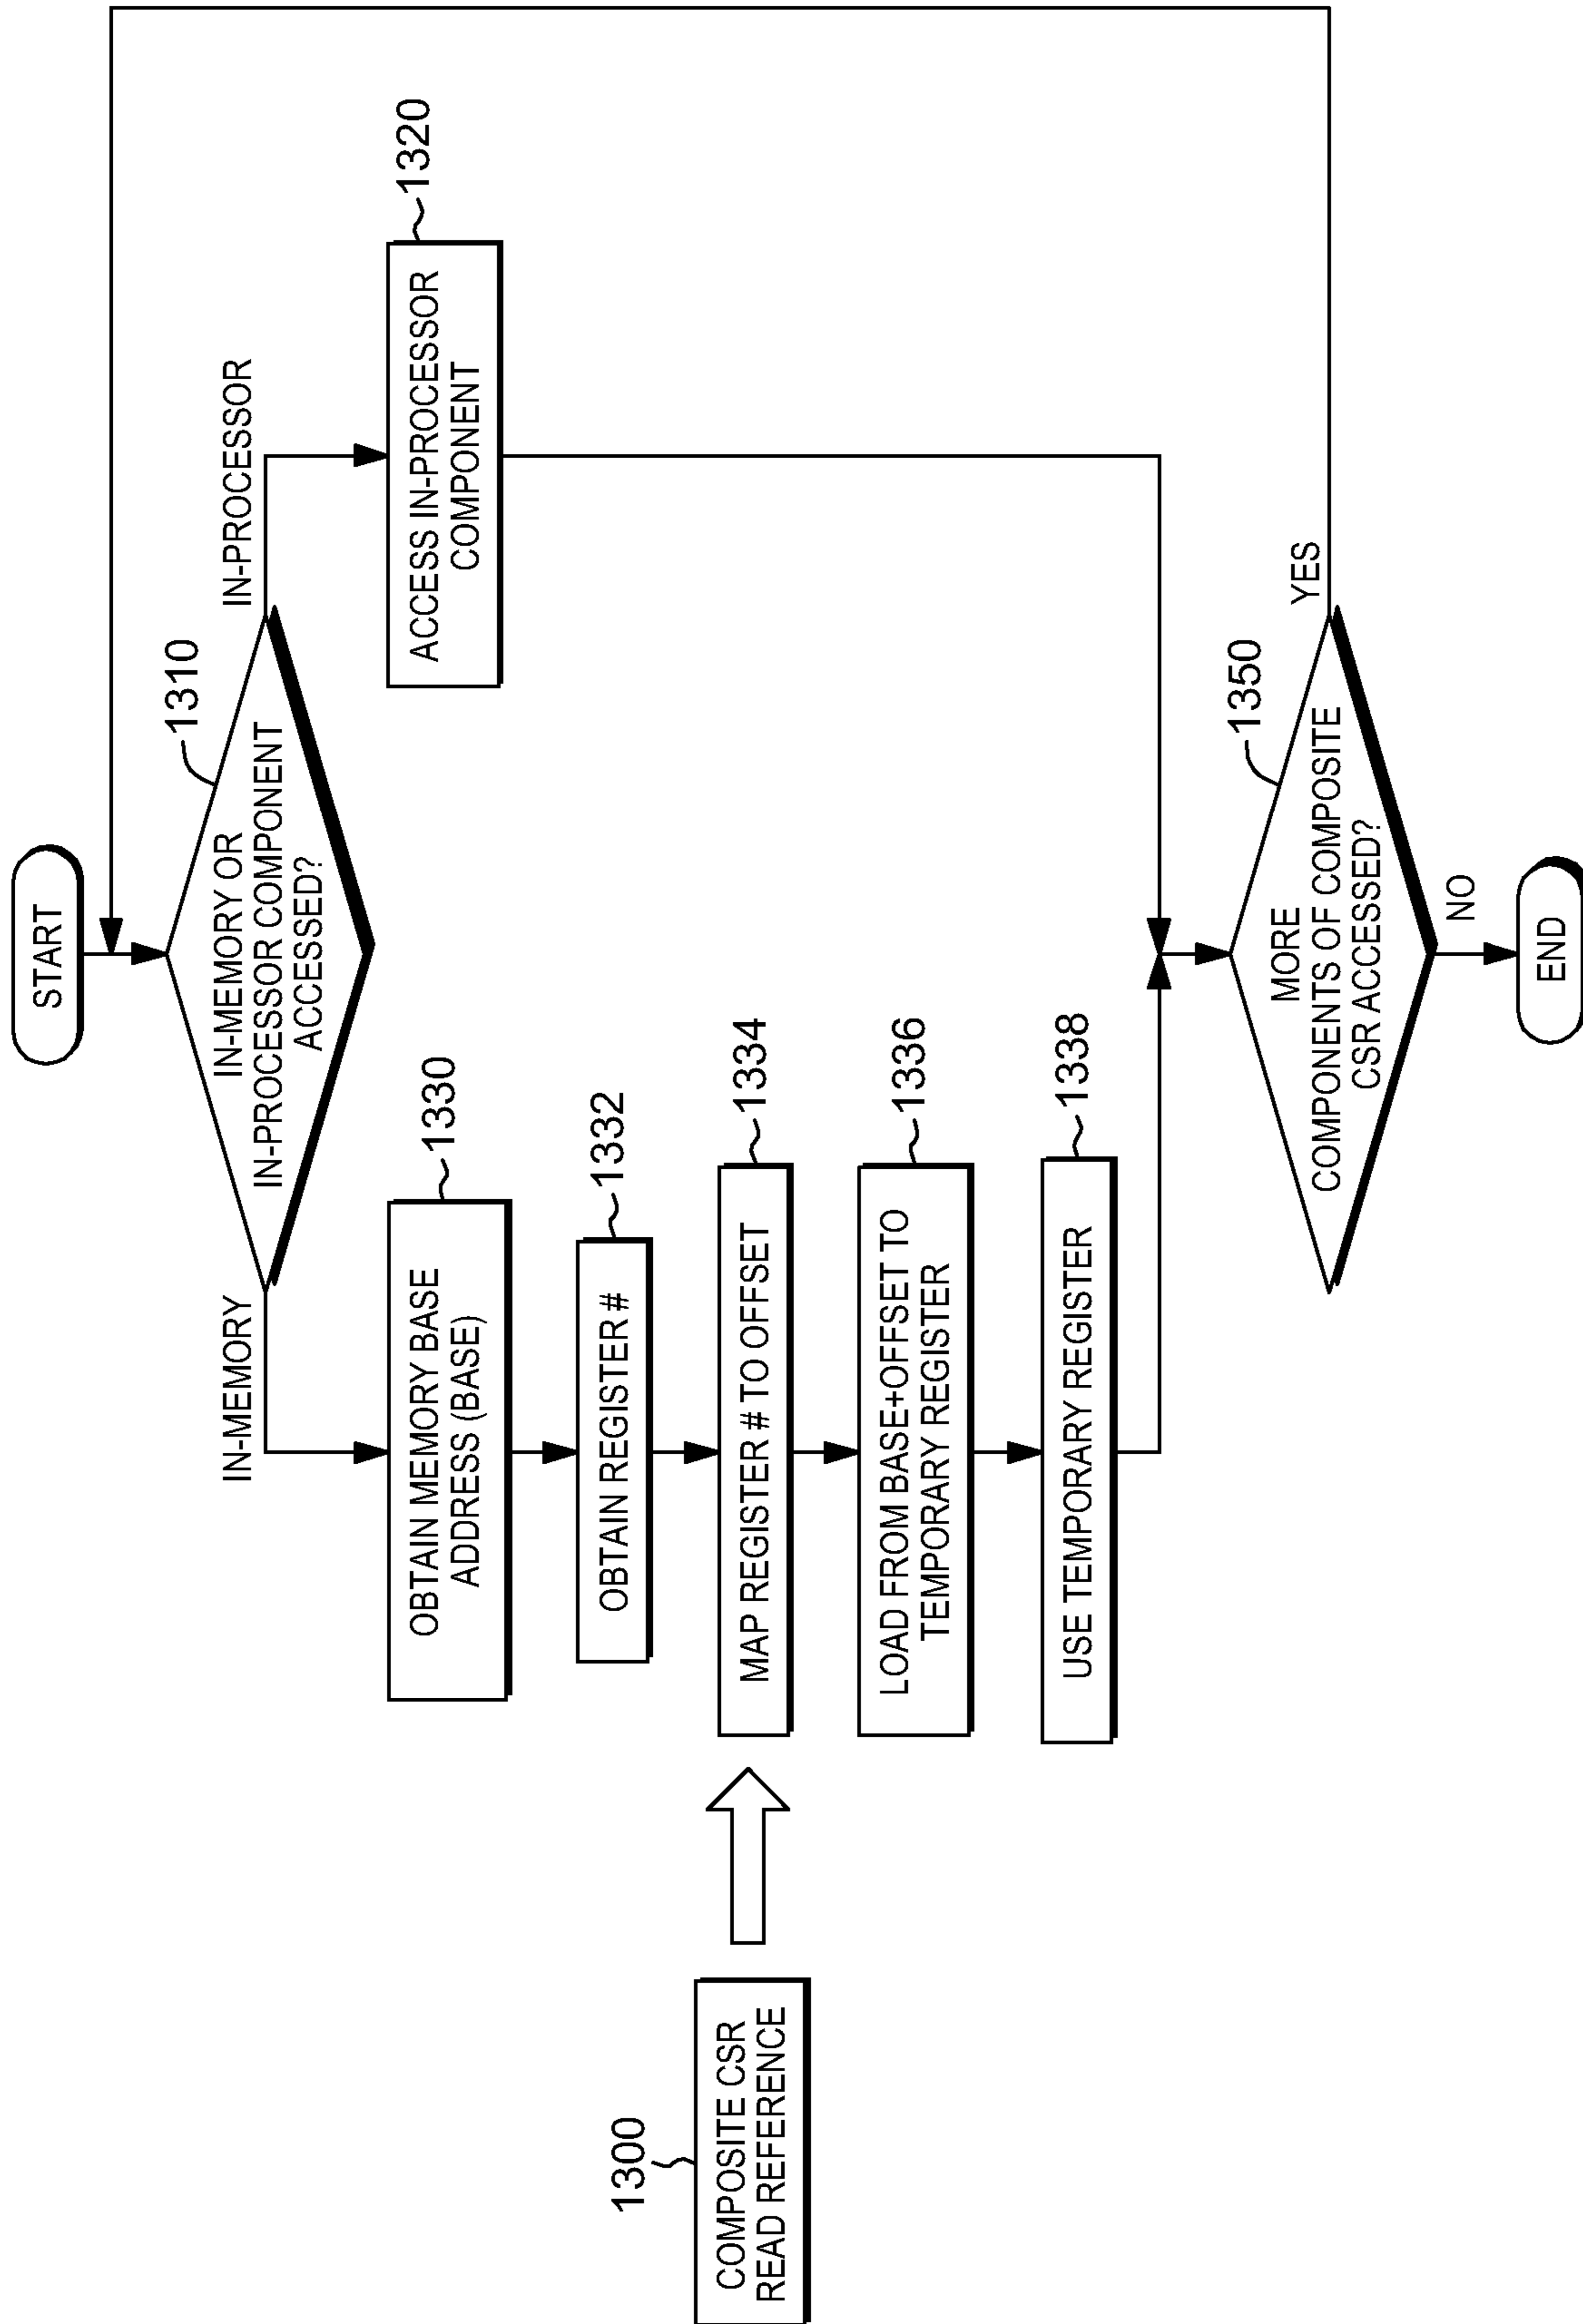 START
1310
IN-MEMORY OR
IN-PROCESSOR COMPONENT
ACCESSED?
IN-MEMORY
IN-PROCESSOR
OBTAIN MEMORY BASE
ADDRESS (BASE)
1330
ACCESS IN-PROCESSOR
COMPONENT
1320
OBTAIN REGISTER #
1332
1300
COMPOSITE CSR
READ REFERENCE
MAP REGISTER # TO OFFSET
1334
LOAD FROM BASE+OFFSET TO
TEMPORARY REGISTER
1336
USE TEMPORARY REGISTER
1338
1350
MORE
COMPONENTS OF COMPOSITE
CSR ACCESSED?
YES
NO
END